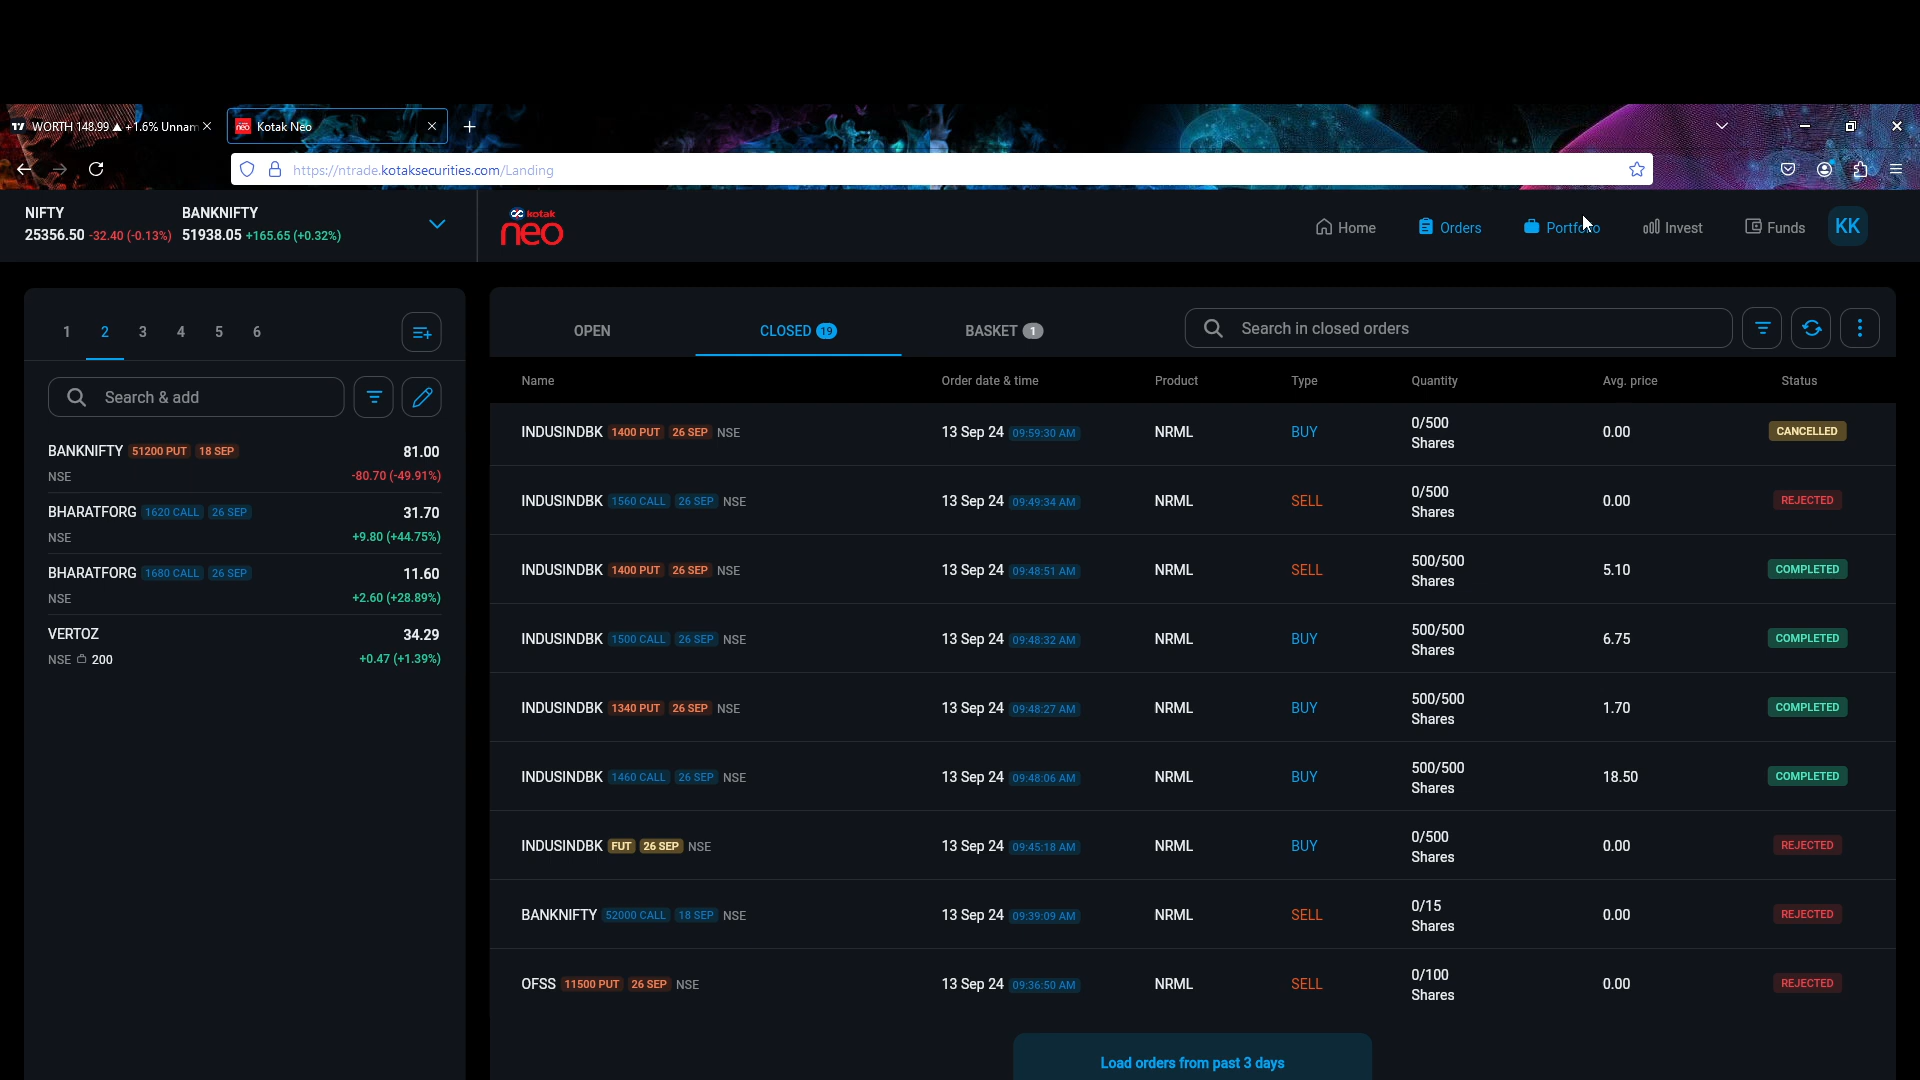 WORTH 148.99 ▲ +1.6% Unnam
Kotak Neo
https://ntrade.kotaksecurities.com/Landing
NIFTY
25356.50 -32.40 (-0.13%)
BANKNIFTY
51938.05 +165.65 (+0.32%)
kotak
neo
Home
Orders
Portfolio
Invest
Funds
KK
1 2 3 4 5 6
Search & add
BANKNIFTY 51200 PUT 18 SEP 81.00
NSE -80.70 (-49.91%)
BHARATFORG 1620 CALL 26 SEP 31.70
NSE +9.80 (+44.75%)
BHARATFORG 1680 CALL 26 SEP 11.60
NSE +2.60 (+28.89%)
VERTOZ 34.29
NSE 200 +0.47 (+1.39%)
OPEN CLOSED 19 BASKET 1 Search in closed orders
Name Order date & time Product Type Quantity Avg. price Status
INDUSINDBK 1400 PUT 26 SEP NSE 13 Sep 24 09:59:30 AM NRML BUY 0/500 Shares 0.00 CANCELLED
INDUSINDBK 1560 CALL 26 SEP NSE 13 Sep 24 09:49:34 AM NRML SELL 0/500 Shares 0.00 REJECTED
INDUSINDBK 1400 PUT 26 SEP NSE 13 Sep 24 09:48:51 AM NRML SELL 500/500 Shares 5.10 COMPLETED
INDUSINDBK 1500 CALL 26 SEP NSE 13 Sep 24 09:48:32 AM NRML BUY 500/500 Shares 6.75 COMPLETED
INDUSINDBK 1340 PUT 26 SEP NSE 13 Sep 24 09:48:27 AM NRML BUY 500/500 Shares 1.70 COMPLETED
INDUSINDBK 1460 CALL 26 SEP NSE 13 Sep 24 09:48:06 AM NRML BUY 500/500 Shares 18.50 COMPLETED
INDUSINDBK FUT 26 SEP NSE 13 Sep 24 09:45:18 AM NRML BUY 0/500 Shares 0.00 REJECTED
BANKNIFTY 52000 CALL 18 SEP NSE 13 Sep 24 09:39:09 AM NRML SELL 0/15 Shares 0.00 REJECTED
OFSS 11500 PUT 26 SEP NSE 13 Sep 24 09:36:50 AM NRML SELL 0/100 Shares 0.00 REJECTED
Load orders from past 3 days